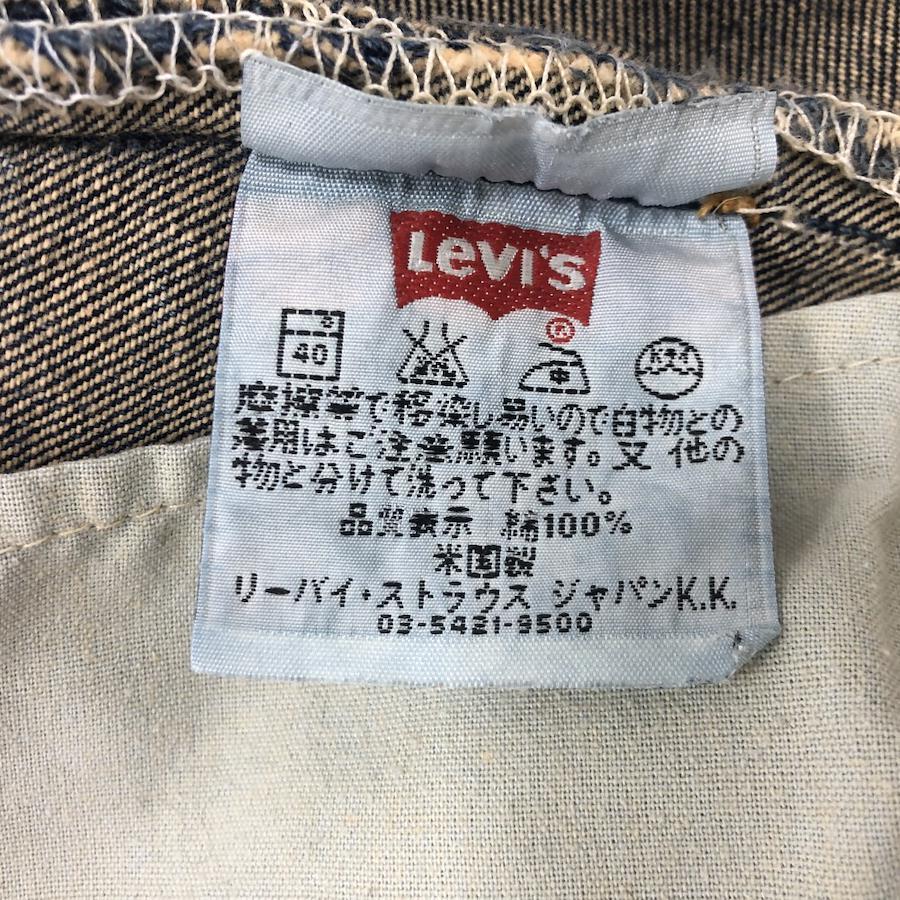 Levi's
®
40
摩擦等で移染し易いので白物との
着用はご注意願います。又 他の
物と分けて洗って下さい。
品質表示 綿100%
米国製
リーバイ・ストラウス ジャパンK.K.
03-5421-9500